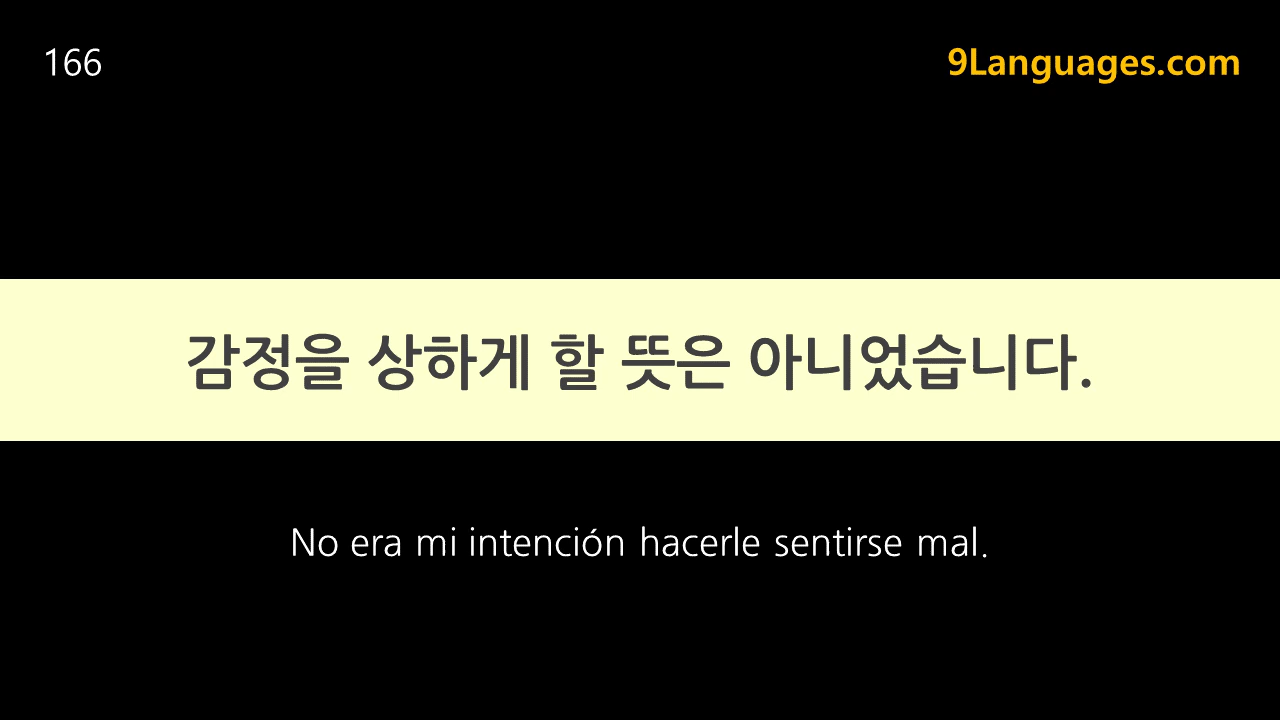 166
9Languages.com
감정을 상하게 할 뜻은 아니었습니다.
No era mi intención hacerle sentirse mal.